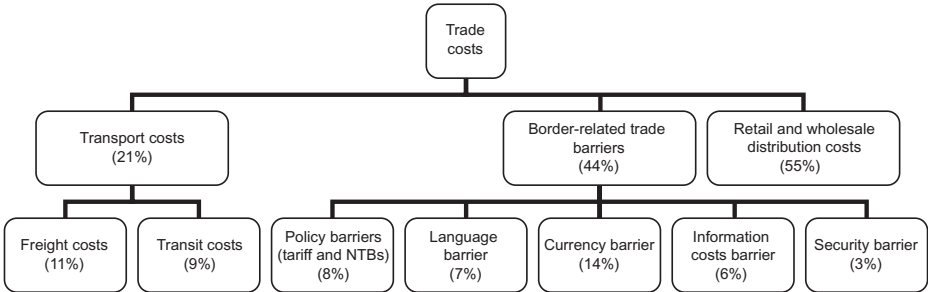 Trade
costs
Transport costs
(21%)
Border-related trade
barriers
(44%)
Retail and wholesale
distribution costs
(55%)
Freight costs
(11%)
Transit costs
(9%)
Policy barriers
(tariff and NTBs)
(8%)
Language
barrier
(7%)
Currency barrier
(14%)
Information
costs barrier
(6%)
Security barrier
(3%)